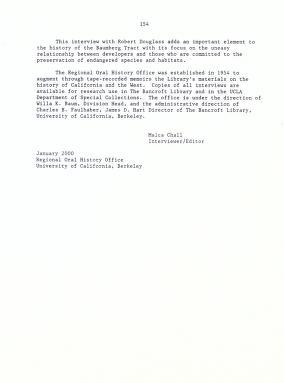 154
This interview with Robert Douglass adds an important element to
the history of the Baumberg Tract with its focus on the uneasy
relationship between developers and those who are committed to the
preservation of endangered species and habitats.
The Regional Oral History Office was established in 1954 to
augment through tape-recorded memoirs the Library's materials on the
history of California and the West. Copies of all interviews are
available for research use in The Bancroft Library and in the UCLA
Department of Special Collections. The office is under the direction of
Willa K. Baum, Division Head, and the administrative direction of
Charles B. Faulhaber, James D. Hart Director of The Bancroft Library,
University of California, Berkeley.
Malca Chall
Interviewer/Editor
January 2000
Regional Oral History Office
University of California, Berkeley